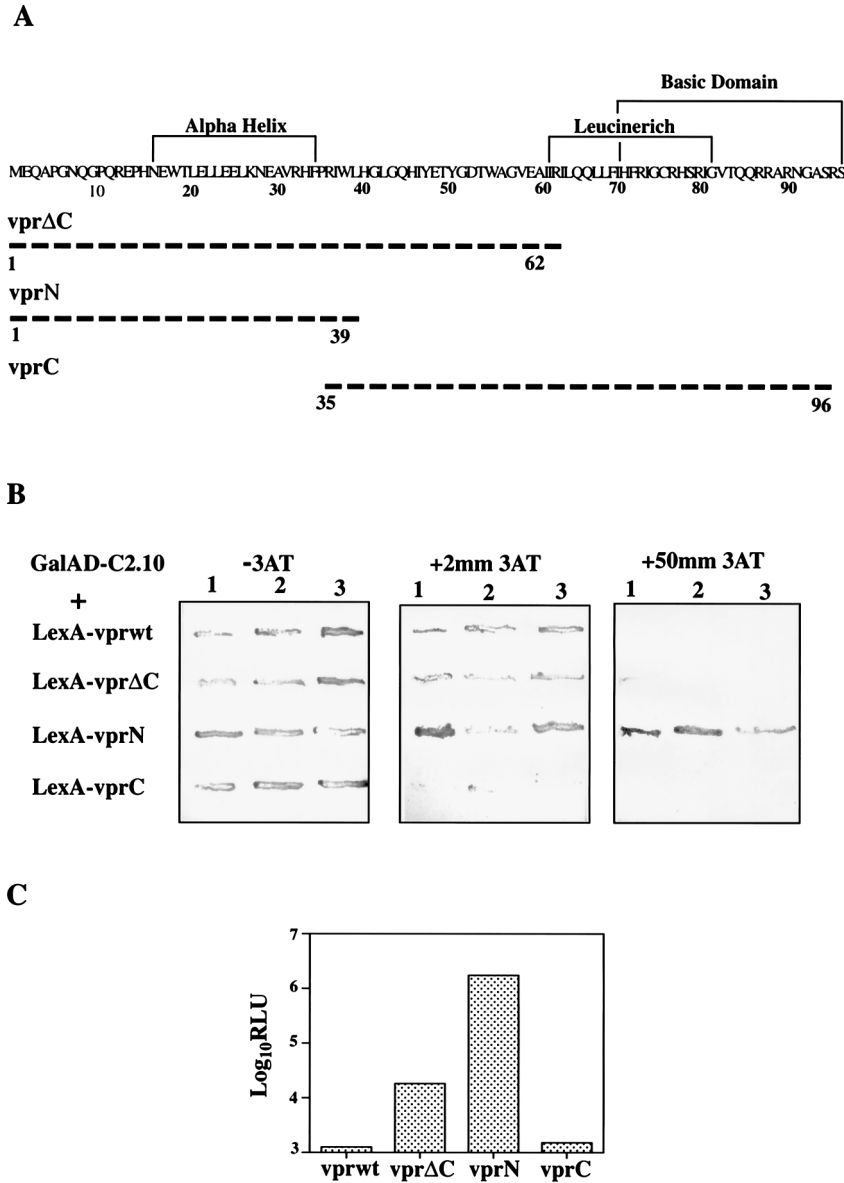 A
Basic Domain
Alpha Helix
Leucinerich
MEQAPGNQGPQREPHNEWTLELLEELKNEAVRHFPRIWLHGLGQHIYETYGDTWAGVEAIIRILQQLLFIHFRIGCRHSRIGVTQQRRARNGASRS
10 20 30 40 50 60 70 80 90
vprΔC
1 62
vprN
1 39
vprC
35 96
B
GalAD-C2.10 -3AT +2mm 3AT +50mm 3AT
+ 1 2 3 1 2 3 1 2 3
LexA-vprwt
LexA-vprΔC
LexA-vprN
LexA-vprC
C
7
6
5
4
3
Log10RLU
vprwt vprΔC vprN vprC